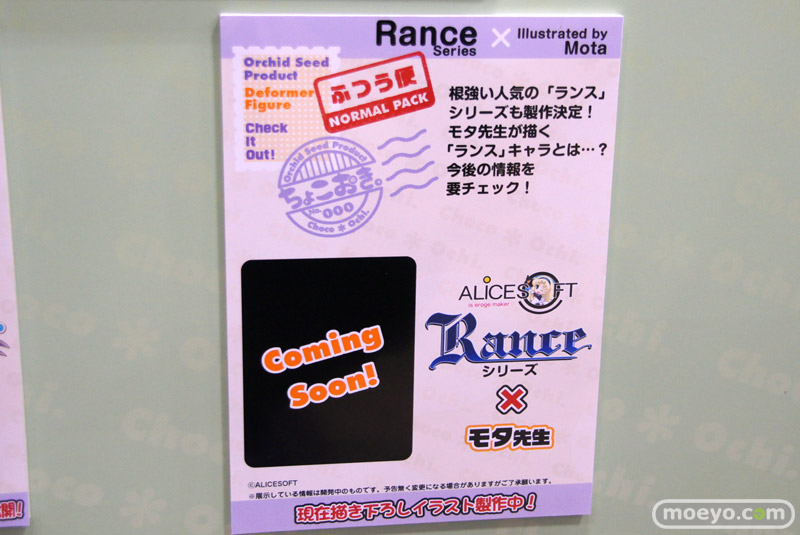 Rance
Series
×
Illustrated by
Mota
Orchid Seed
Product
Deformer
Figure
Check
It
Out!
ふつう便
NORMAL PACK
Orchid Seed Product
ちょこおき。
No.000
Choco * Ochi.
根強い人気の「ランス」
シリーズも製作決定！
モタ先生が描く
「ランス」キャラとは…？
今後の情報を
要チェック！
Coming
Soon!
ALiCESOFT
is eroge maker
Rance
シリーズ
×
モタ先生
©ALICESOFT
※展示している情報は開発中のものです。予告無く変更になる場合がありますがご了承願います。
現在描き下ろしイラスト製作中！
開！
Choco * Ochi.
moeyo.com